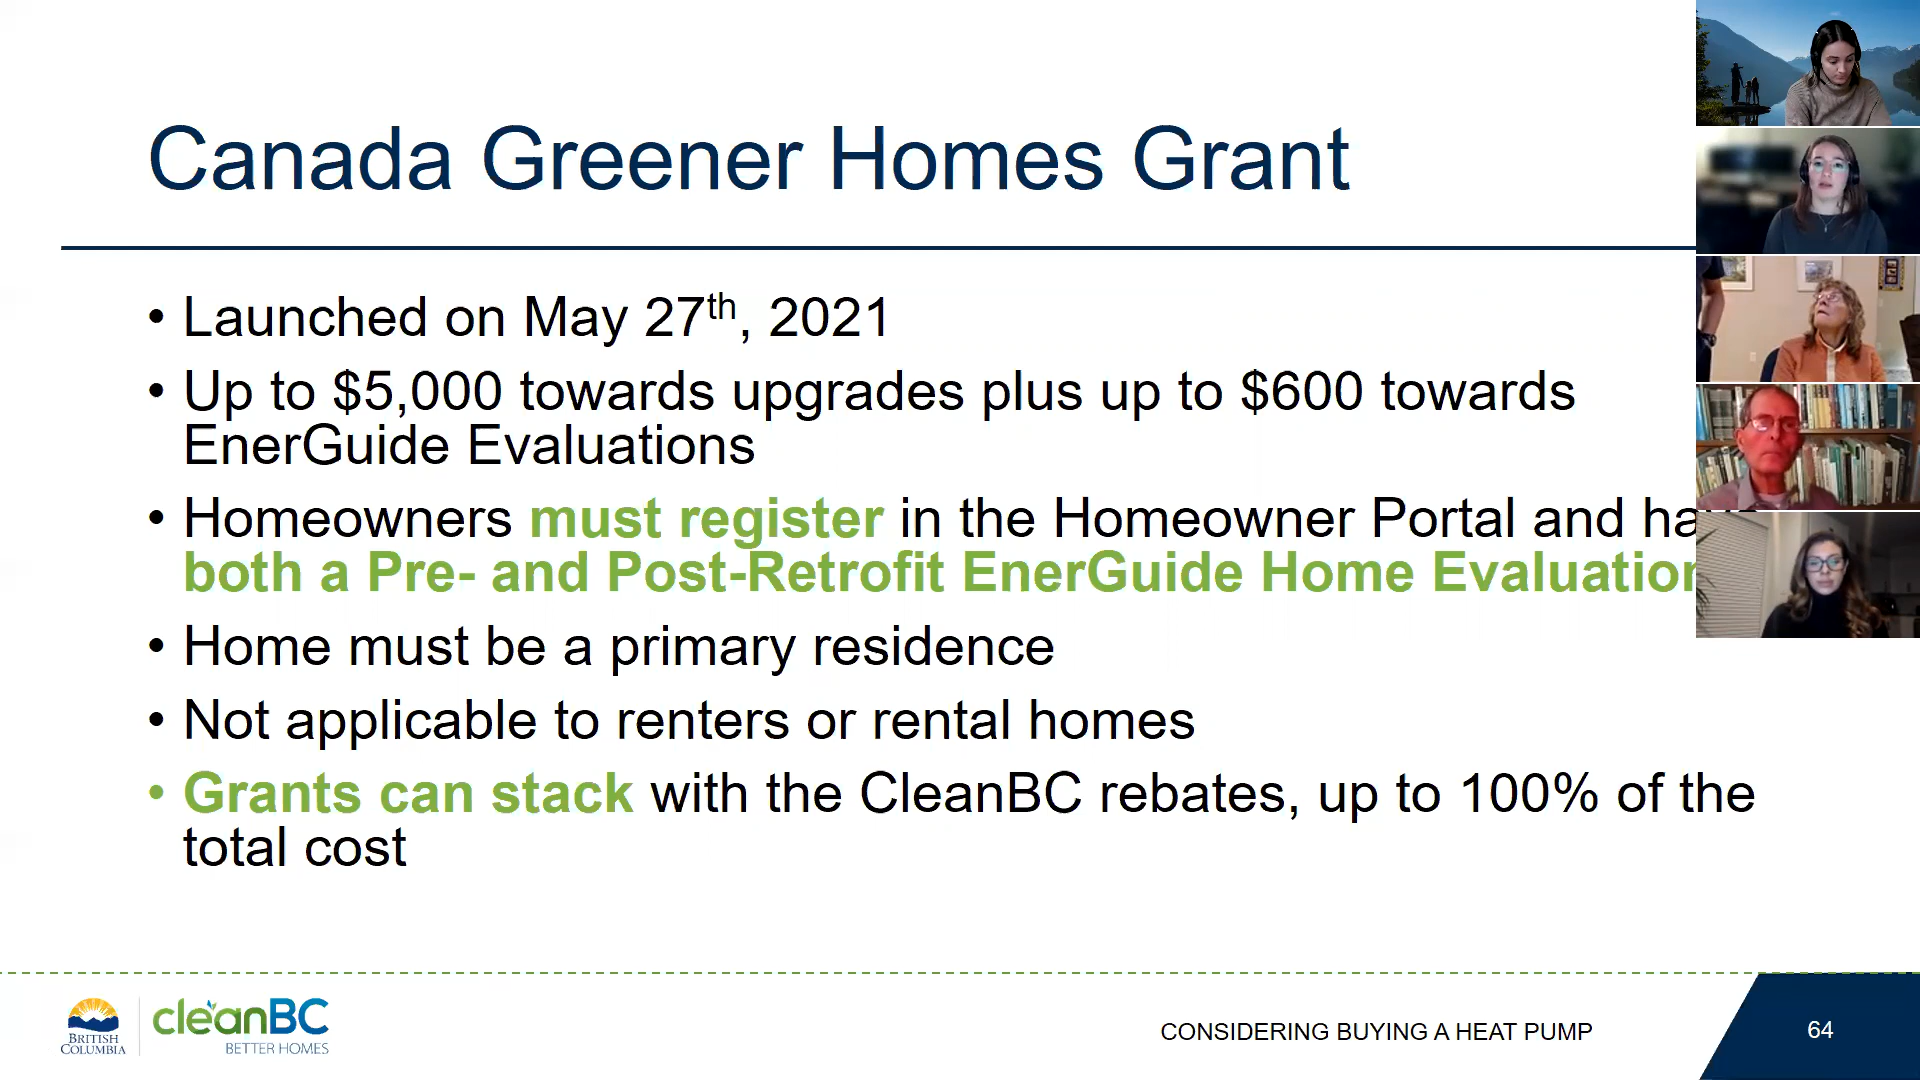 Canada Greener Homes Grant
• Launched on May 27th, 2021
• Up to $5,000 towards upgrades plus up to $600 towards
EnerGuide Evaluations
• Homeowners must register in the Homeowner Portal and have
both a Pre- and Post-Retrofit EnerGuide Home Evaluation
• Home must be a primary residence
• Not applicable to renters or rental homes
• Grants can stack with the CleanBC rebates, up to 100% of the
total cost
BRITISH
COLUMBIA
cleanBC
BETTER HOMES
CONSIDERING BUYING A HEAT PUMP
64